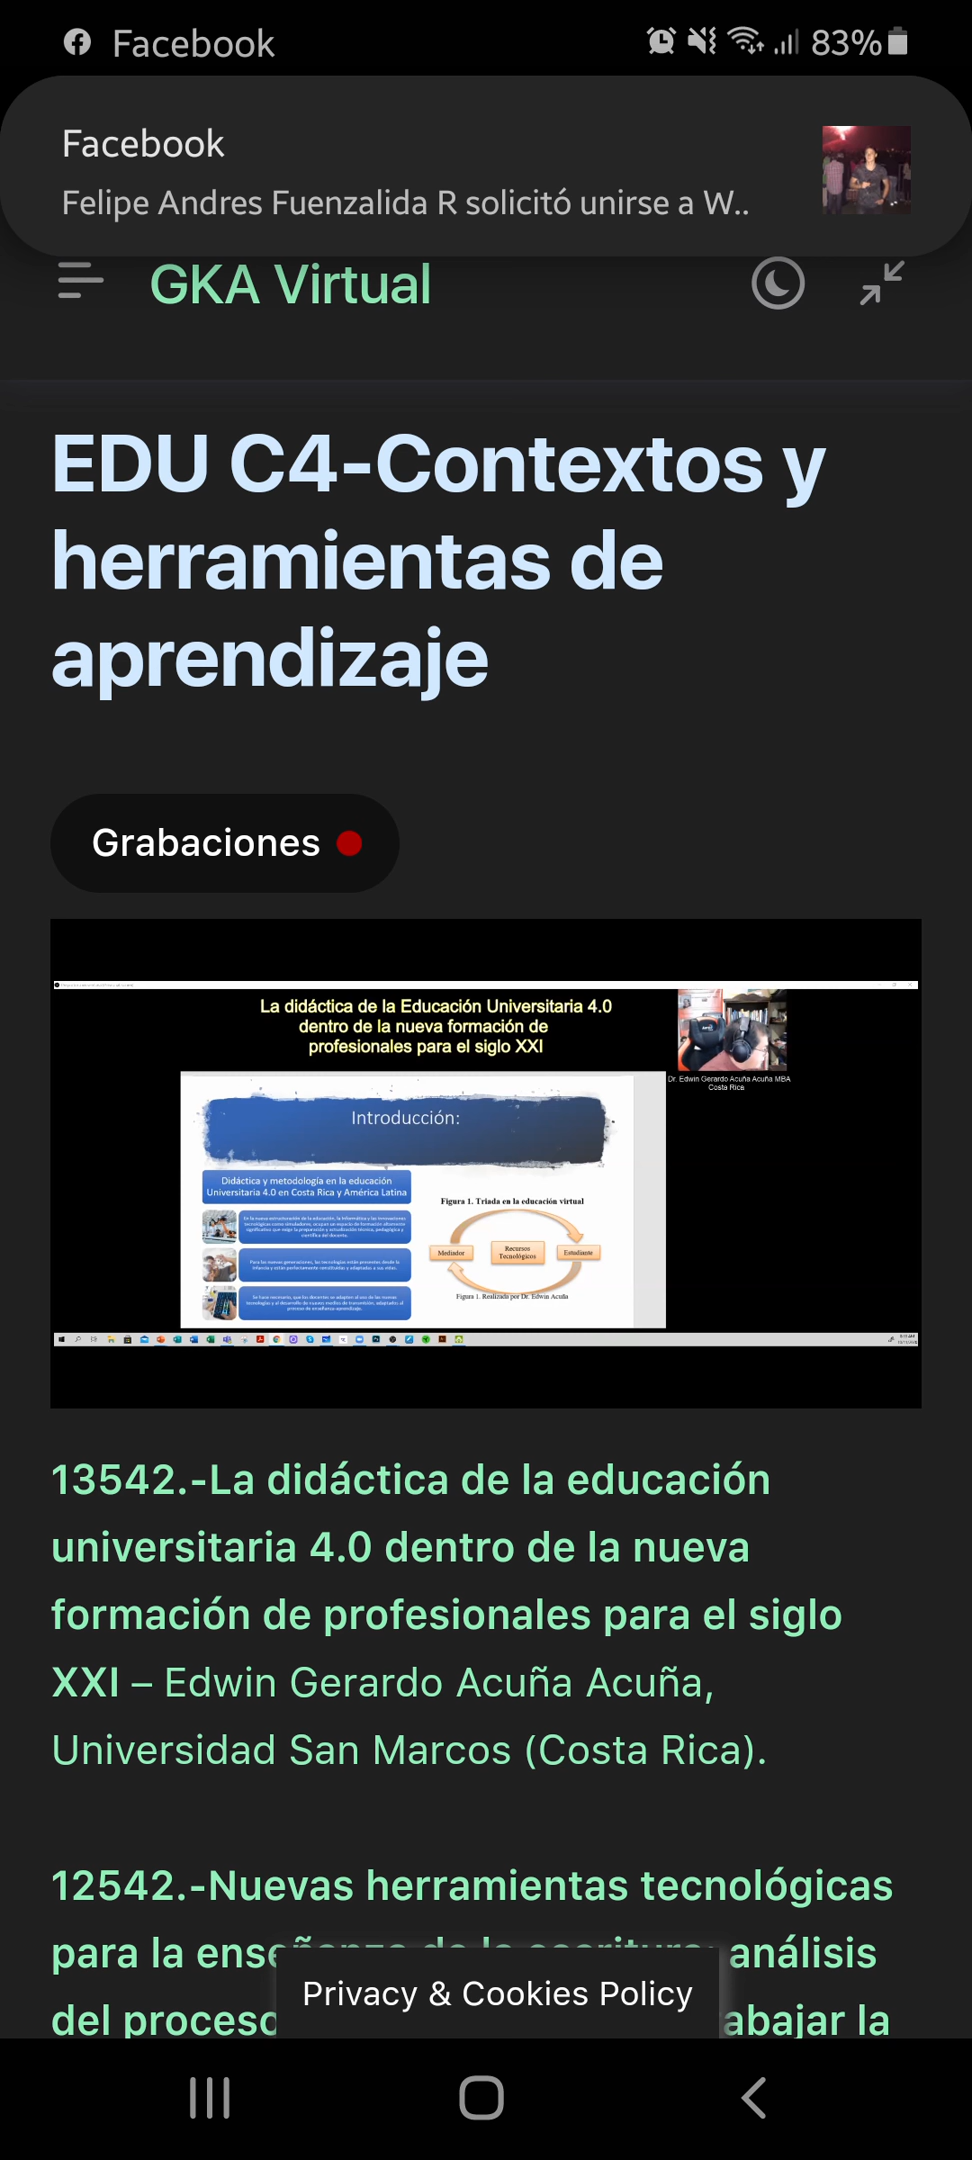 Facebook
83%
Facebook
Felipe Andres Fuenzalida R solicitó unirse a W..
GKA Virtual
EDU C4-Contextos y
herramientas de
aprendizaje
Grabaciones
La didáctica de la Educación Universitaria 4.0
dentro de la nueva formación de
profesionales para el siglo XXI
Dr. Edwin Gerardo Acuña Acuña MBA
Costa Rica
Introducción:
Didáctica y metodología en la educación
Universitaria 4.0 en Costa Rica y América Latina
Figura 1. Triada en la educación virtual
Mediador
Recursos
Tecnológicos
Estudiante
Figura 1. Realizada por Dr. Edwin Acuña
13542.-La didáctica de la educación
universitaria 4.0 dentro de la nueva
formación de profesionales para el siglo
XXI – Edwin Gerardo Acuña Acuña,
Universidad San Marcos (Costa Rica).
12542.-Nuevas herramientas tecnológicas
para la enseñanza de la escritura: análisis
del proceso
abajar la
Privacy & Cookies Policy